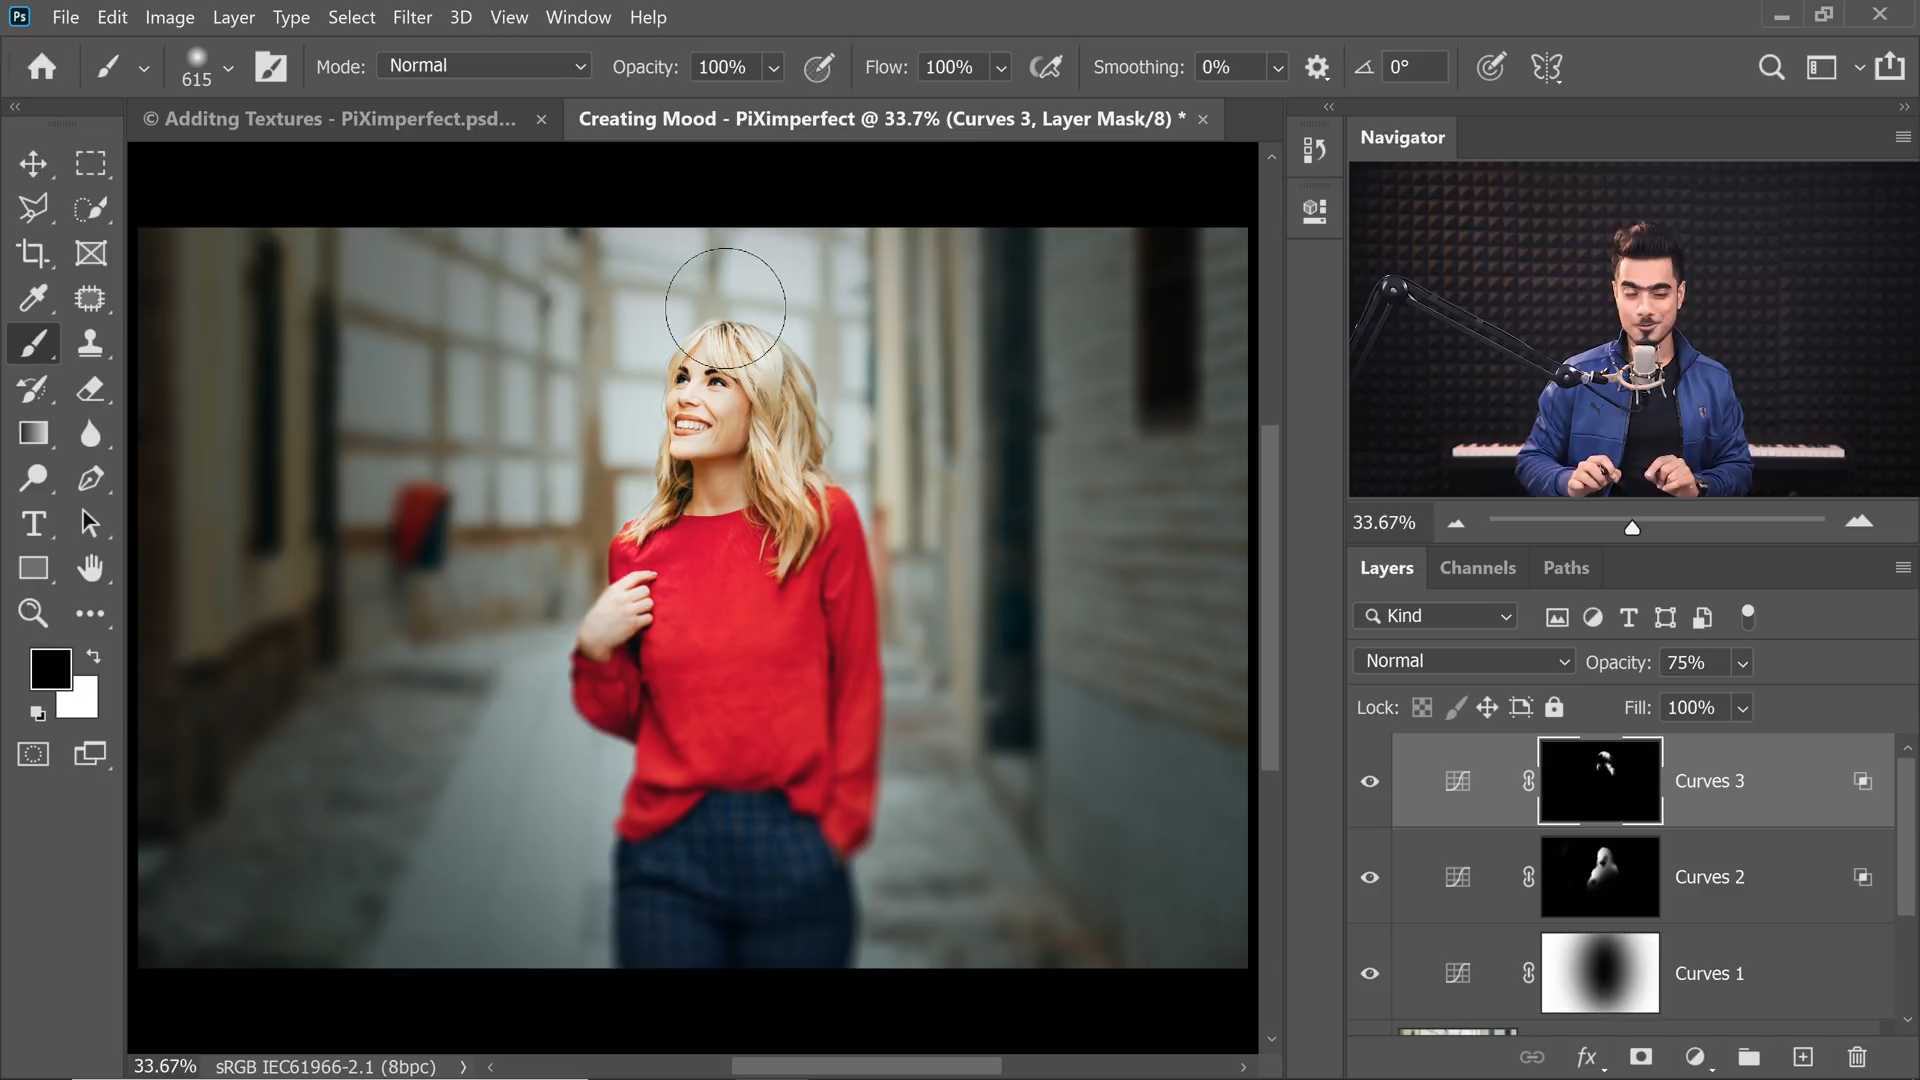 Ps File Edit Image Layer Type Select Filter 3D View Window Help
615 Mode: Normal Opacity: 100% Flow: 100% Smoothing: 0% 0°
© Additng Textures - PiXimperfect.psd... × Creating Mood - PiXimperfect @ 33.7% (Curves 3, Layer Mask/8) * ×
Navigator
33.67%
Layers Channels Paths
Kind
Normal Opacity: 75%
Lock: Fill: 100%
Curves 3
Curves 2
Curves 1
fx
33.67% sRGB IEC61966-2.1 (8bpc)